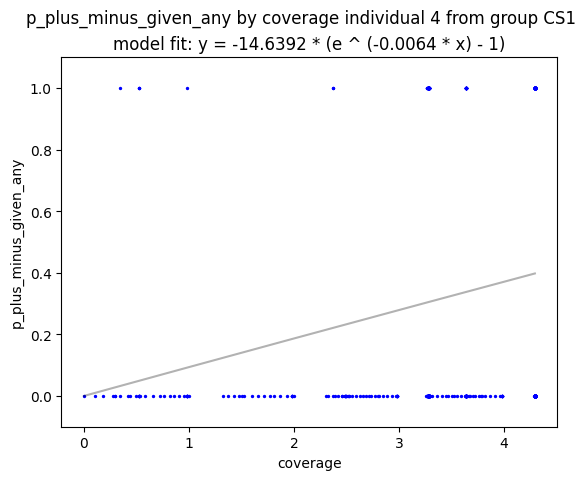 p_plus_minus_given_any by coverage individual 4 from group CS1
model fit: y = -14.6392 * (e ^ (-0.0064 * x) - 1)
1.0
0.8
0.6
0.4
0.2
0.0
p_plus_minus_given_any
0
1
2
3
4
coverage